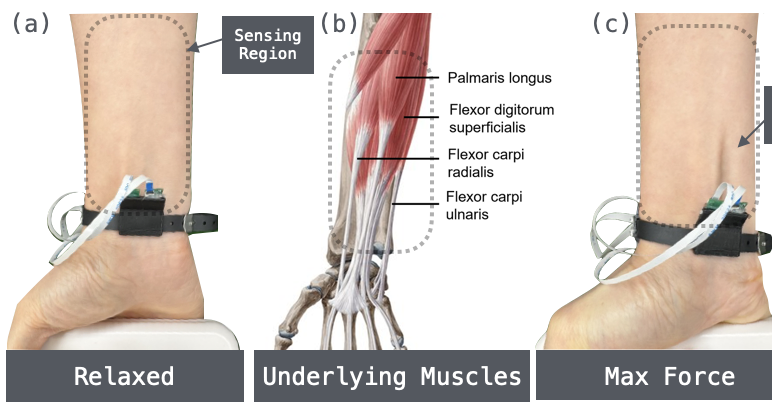 (a)
Sensing
Region
(b)
Palmaris longus
Flexor digitorum
superficialis
Flexor carpi
radialis
Flexor carpi
ulnaris
(c)
Relaxed
Underlying Muscles
Max Force